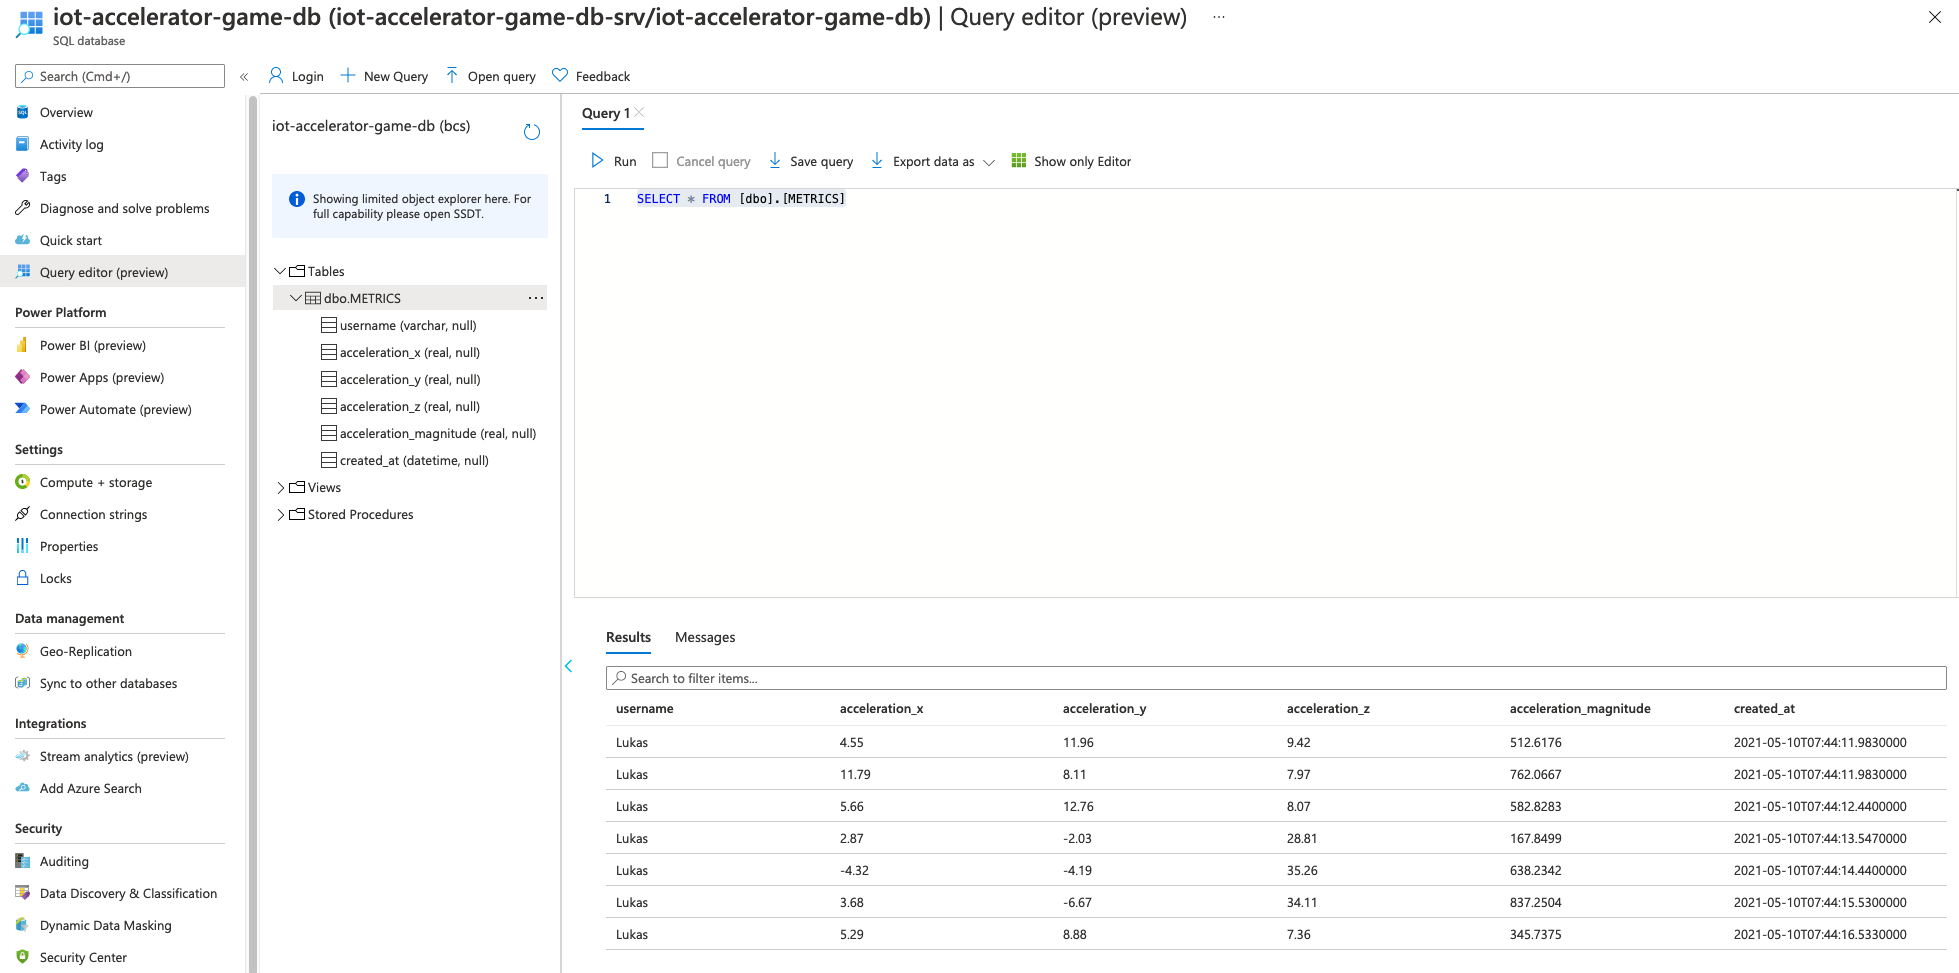 iot-accelerator-game-db (iot-accelerator-game-db-srv/iot-accelerator-game-db) | Query editor (preview) ...
SQL database
Search (Cmd+/)
«
Login
New Query
Open query
Feedback
Overview
Activity log
Tags
Diagnose and solve problems
Quick start
Query editor (preview)
Power Platform
Power BI (preview)
Power Apps (preview)
Power Automate (preview)
Settings
Compute + storage
Connection strings
Properties
Locks
Data management
Geo-Replication
Sync to other databases
Integrations
Stream analytics (preview)
Add Azure Search
Security
Auditing
Data Discovery & Classification
Dynamic Data Masking
Security Center
iot-accelerator-game-db (bcs)
Showing limited object explorer here. For
full capability please open SSDT.
Tables
dbo.METRICS ...
username (varchar, null)
acceleration_x (real, null)
acceleration_y (real, null)
acceleration_z (real, null)
acceleration_magnitude (real, null)
created_at (datetime, null)
Views
Stored Procedures
Query 1
Run
Cancel query
Save query
Export data as
Show only Editor
1 SELECT * FROM [dbo].[METRICS]
Results Messages
Search to filter items...
username acceleration_x acceleration_y acceleration_z acceleration_magnitude created_at
Lukas 4.55 11.96 9.42 512.6176 2021-05-10T07:44:11.9830000
Lukas 11.79 8.11 7.97 762.0667 2021-05-10T07:44:11.9830000
Lukas 5.66 12.76 8.07 582.8283 2021-05-10T07:44:12.4400000
Lukas 2.87 -2.03 28.81 167.8499 2021-05-10T07:44:13.5470000
Lukas -4.32 -4.19 35.26 638.2342 2021-05-10T07:44:14.4400000
Lukas 3.68 -6.67 34.11 837.2504 2021-05-10T07:44:15.5300000
Lukas 5.29 8.88 7.36 345.7375 2021-05-10T07:44:16.5330000